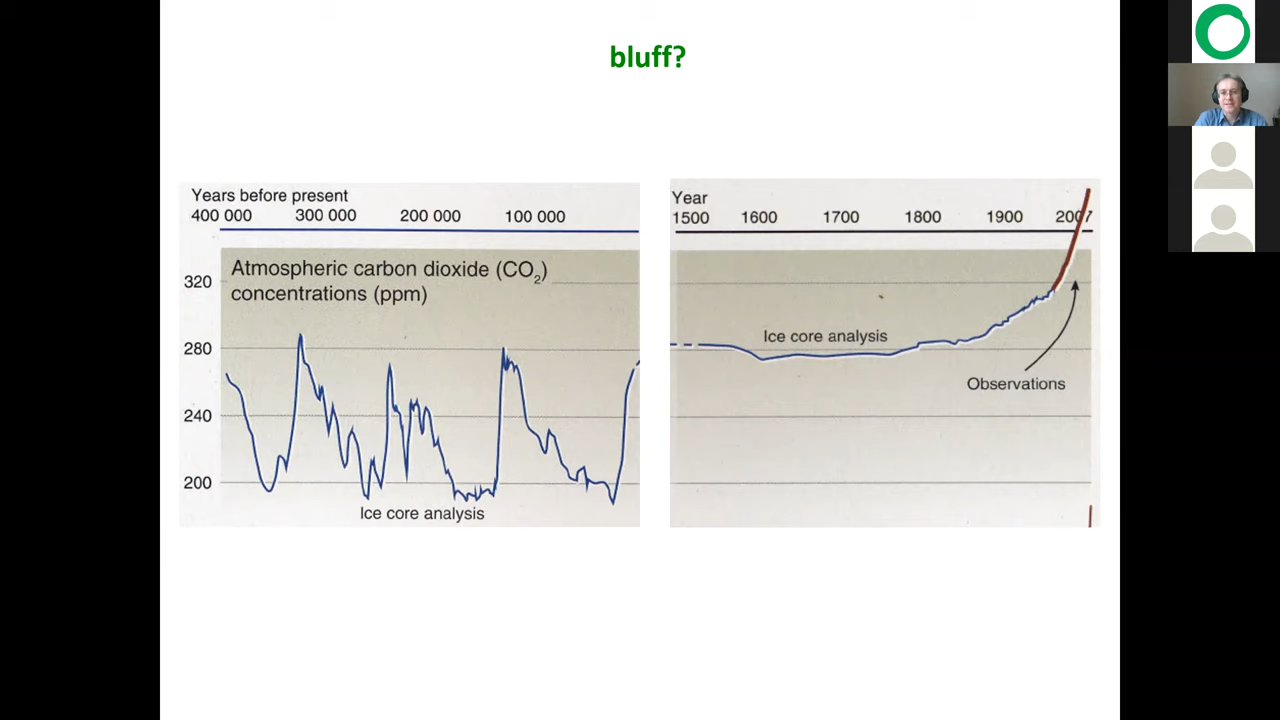 bluff?
Years before present
400 000 300 000 200 000 100 000
Atmospheric carbon dioxide (CO₂)
concentrations (ppm)
320
280
240
200
Ice core analysis
Year
1500 1600 1700 1800 1900 2007
Ice core analysis
Observations